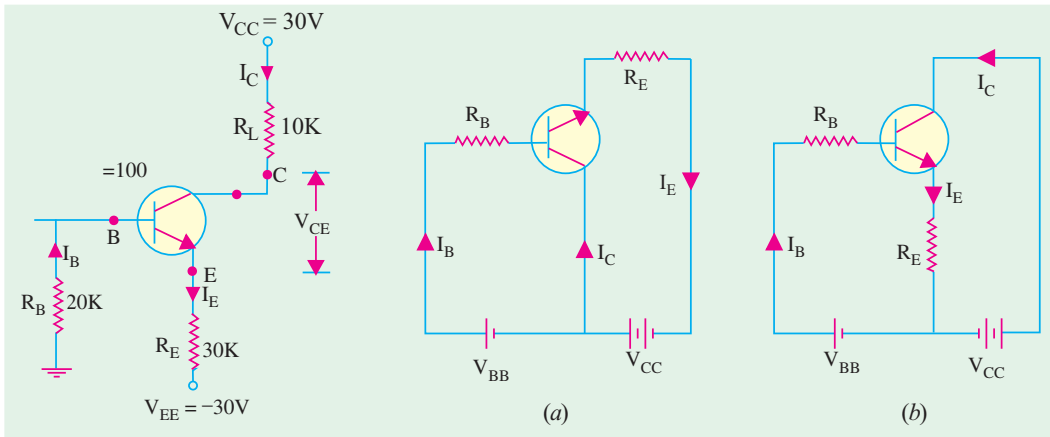 V_CC = 30V
I_C
R_L 10K
=100
C
V_CE
B
I_B
E
I_E
R_B 20K
R_E 30K
V_EE = −30V
R_E
R_B
I_E
I_B
I_C
V_BB
V_CC
(a)
I_C
R_B
I_E
I_B
R_E
V_BB
V_CC
(b)